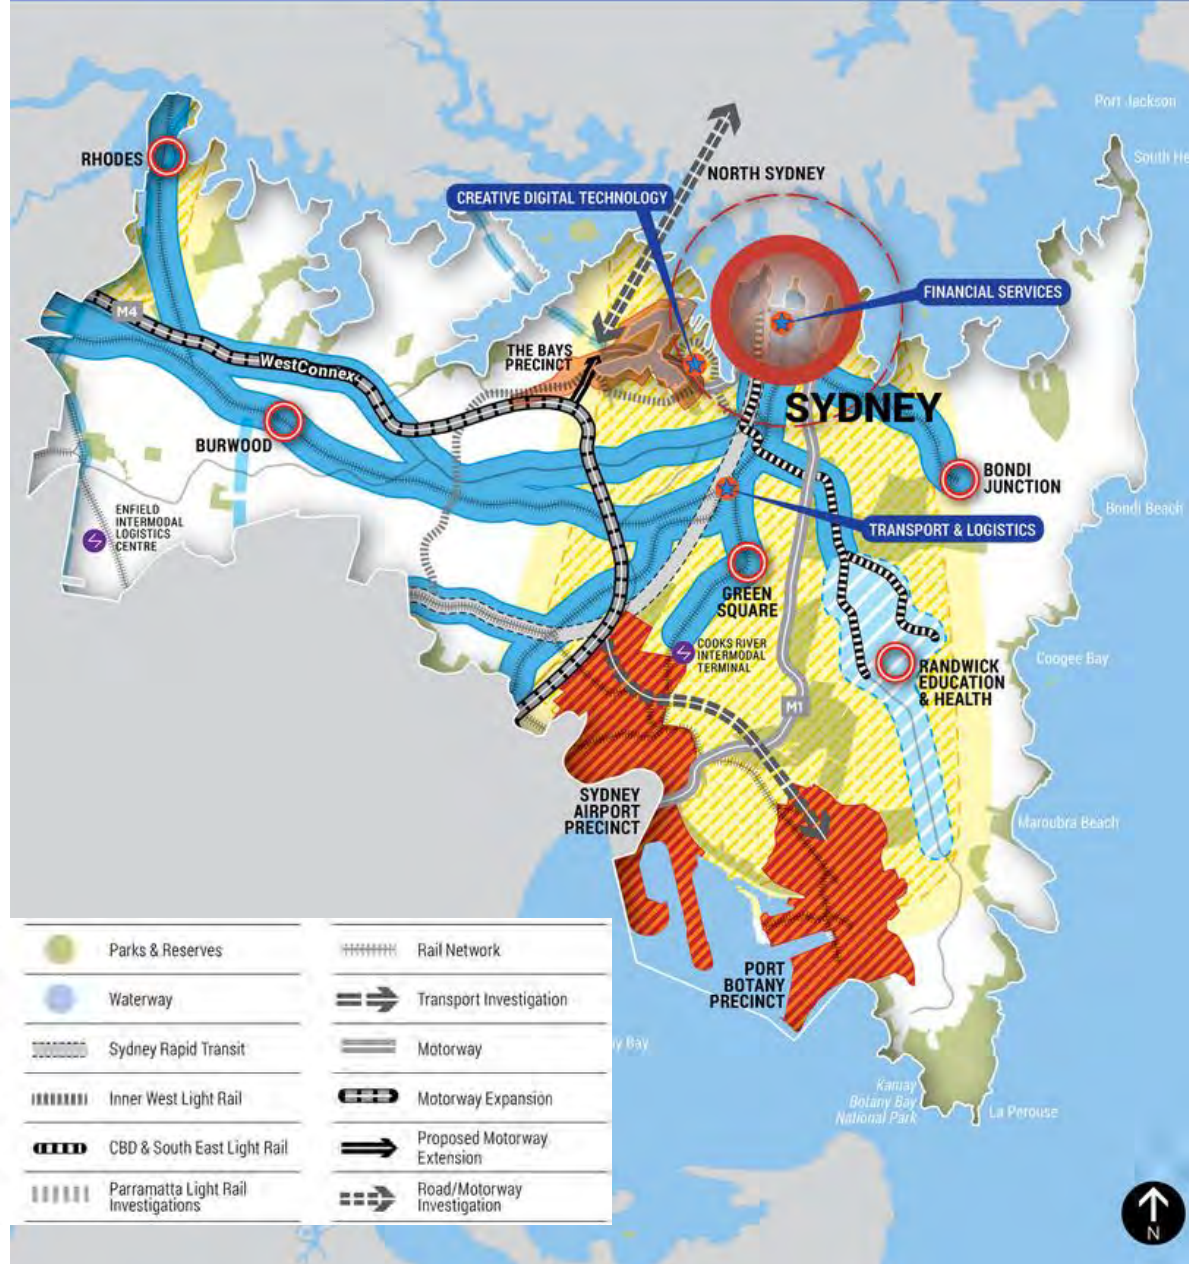 Port Jackson
RHODES
South He
NORTH SYDNEY
CREATIVE DIGITAL TECHNOLOGY
FINANCIAL SERVICES
M4
THE BAYS
PRECINCT
WestConnex
SYDNEY
BURWOOD
BONDI
JUNCTION
Bondi Beach
ENFIELD
INTERMODAL
LOGISTICS
CENTRE
TRANSPORT & LOGISTICS
GREEN
SQUARE
COOKS RIVER
INTERMODAL
TERMINAL
Coogee Bay
RANDWICK
EDUCATION
& HEALTH
M1
SYDNEY
AIRPORT
PRECINCT
Maroubra Beach
PORT
BOTANY
PRECINCT
y Bay
Kamay
Botany Bay
National Park
La Perouse
Parks & Reserves
Waterway
Sydney Rapid Transit
Inner West Light Rail
CBD & South East Light Rail
Parramatta Light Rail
Investigations
Rail Network
Transport Investigation
Motorway
Motorway Expansion
Proposed Motorway
Extension
Road/Motorway
Investigation
N